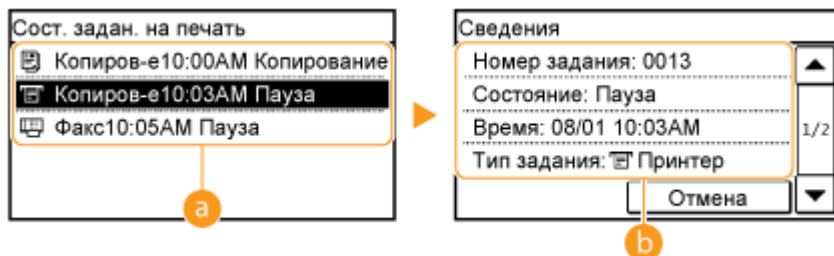 Сост. задан. на печать
Копиров-е10:00AM Копирование
Копиров-е10:03AM Пауза
Факс10:05AM Пауза
a
Сведения
Номер задания: 0013
Состояние: Пауза
Время: 08/01 10:03AM
Тип задания: Принтер
1/2
Отмена
b